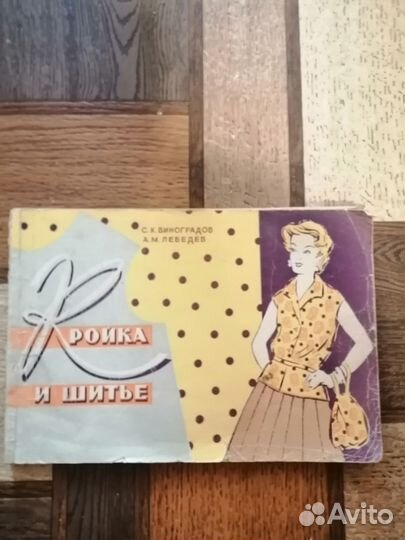 С. К. ВИНОГРАДОВ
А. М. ЛЕБЕДЕВ
КРОЙКА
И ШИТЬЕ
Avito